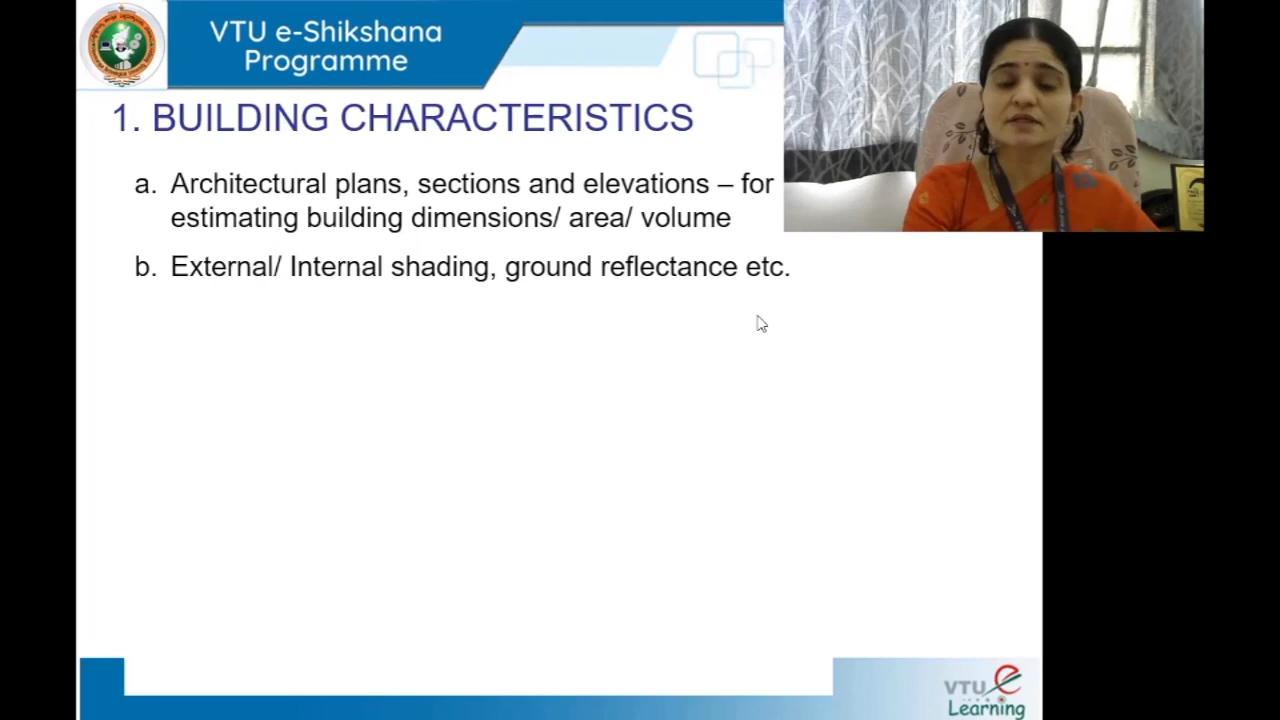 VTU e-Shikshana
Programme
1. BUILDING CHARACTERISTICS
a. Architectural plans, sections and elevations – for
estimating building dimensions/ area/ volume
b. External/ Internal shading, ground reflectance etc.
VTU
Learning